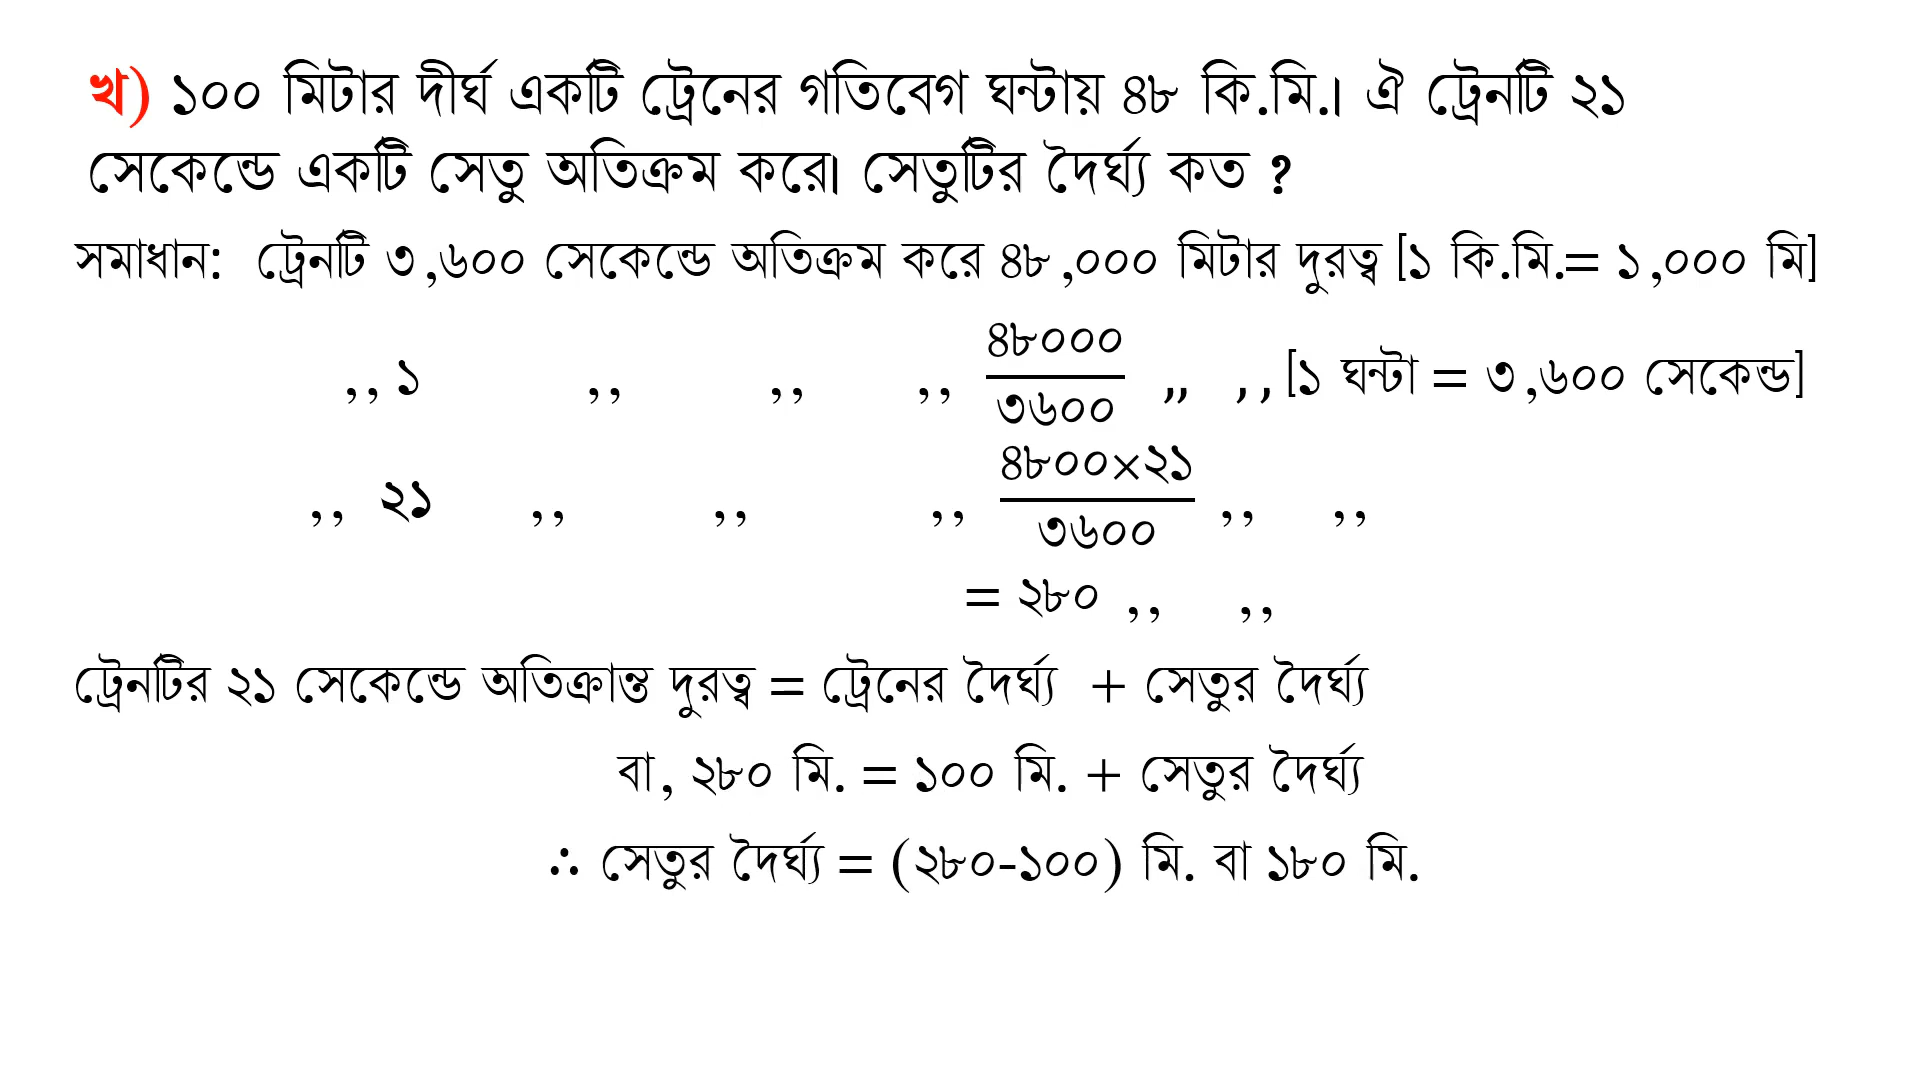 খ) ১০০ মিটার দীর্ঘ একটি ট্রেনের গতিবেগ ঘন্টায় ৪৮ কি.মি.। ঐ ট্রেনটি ২১
সেকেন্ডে একটি সেতু অতিক্রম করে। সেতুটির দৈর্ঘ্য কত ?
সমাধান: ট্রেনটি ৩,৬০০ সেকেন্ডে অতিক্রম করে ৪৮,০০০ মিটার দুরত্ব [১ কি.মি.= ১,০০০ মি]
,, ১ ,, ,, ,, ৪৮০০০/৩৬০০ ,, ,, [১ ঘন্টা = ৩,৬০০ সেকেন্ড]
,, ২১ ,, ,, ,, ৪৮০০×২১/৩৬০০ ,, ,,
= ২৮০ ,, ,,
ট্রেনটির ২১ সেকেন্ডে অতিক্রান্ত দুরত্ব = ট্রেনের দৈর্ঘ্য + সেতুর দৈর্ঘ্য
বা, ২৮০ মি. = ১০০ মি. + সেতুর দৈর্ঘ্য
∴ সেতুর দৈর্ঘ্য = (২৮০-১০০) মি. বা ১৮০ মি.